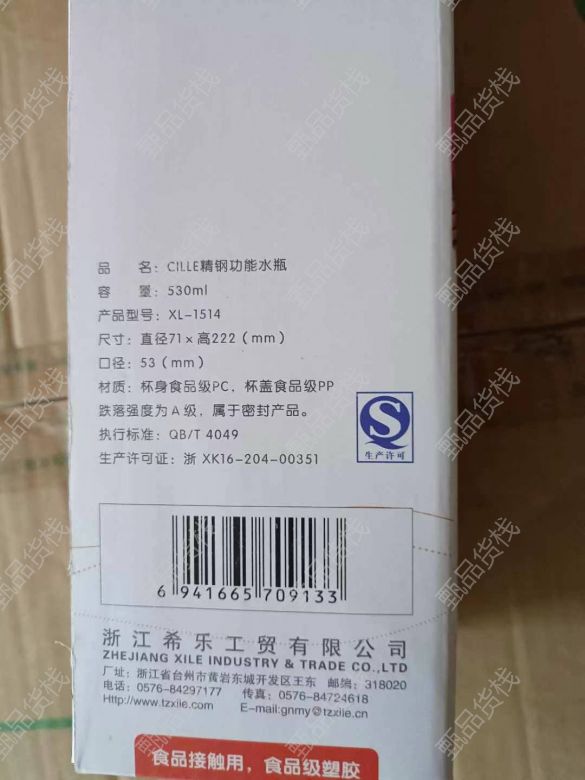 品　　名：CILLE精钢功能水瓶
容　　量：530ml
产品型号：XL-1514
尺寸：直径71×高222（mm）
口径：53（mm）
材质：杯身食品级PC，杯盖食品级PP
跌落强度为A级，属于密封产品。
执行标准：QB/T 4049
生产许可证：浙 XK16-204-00351
生产许可
6 941665 709133
浙江希乐工贸有限公司
ZHEJIANG XILE INDUSTRY & TRADE CO.,LTD
厂址：浙江省台州市黄岩东城开发区王东　邮编：318020
电话：0576-84297177　传真：0576-84724618
Http://www.tzxile.com　E-mail:gnmy@tzxile.cn
食品接触用，食品级塑胶
甄品货栈